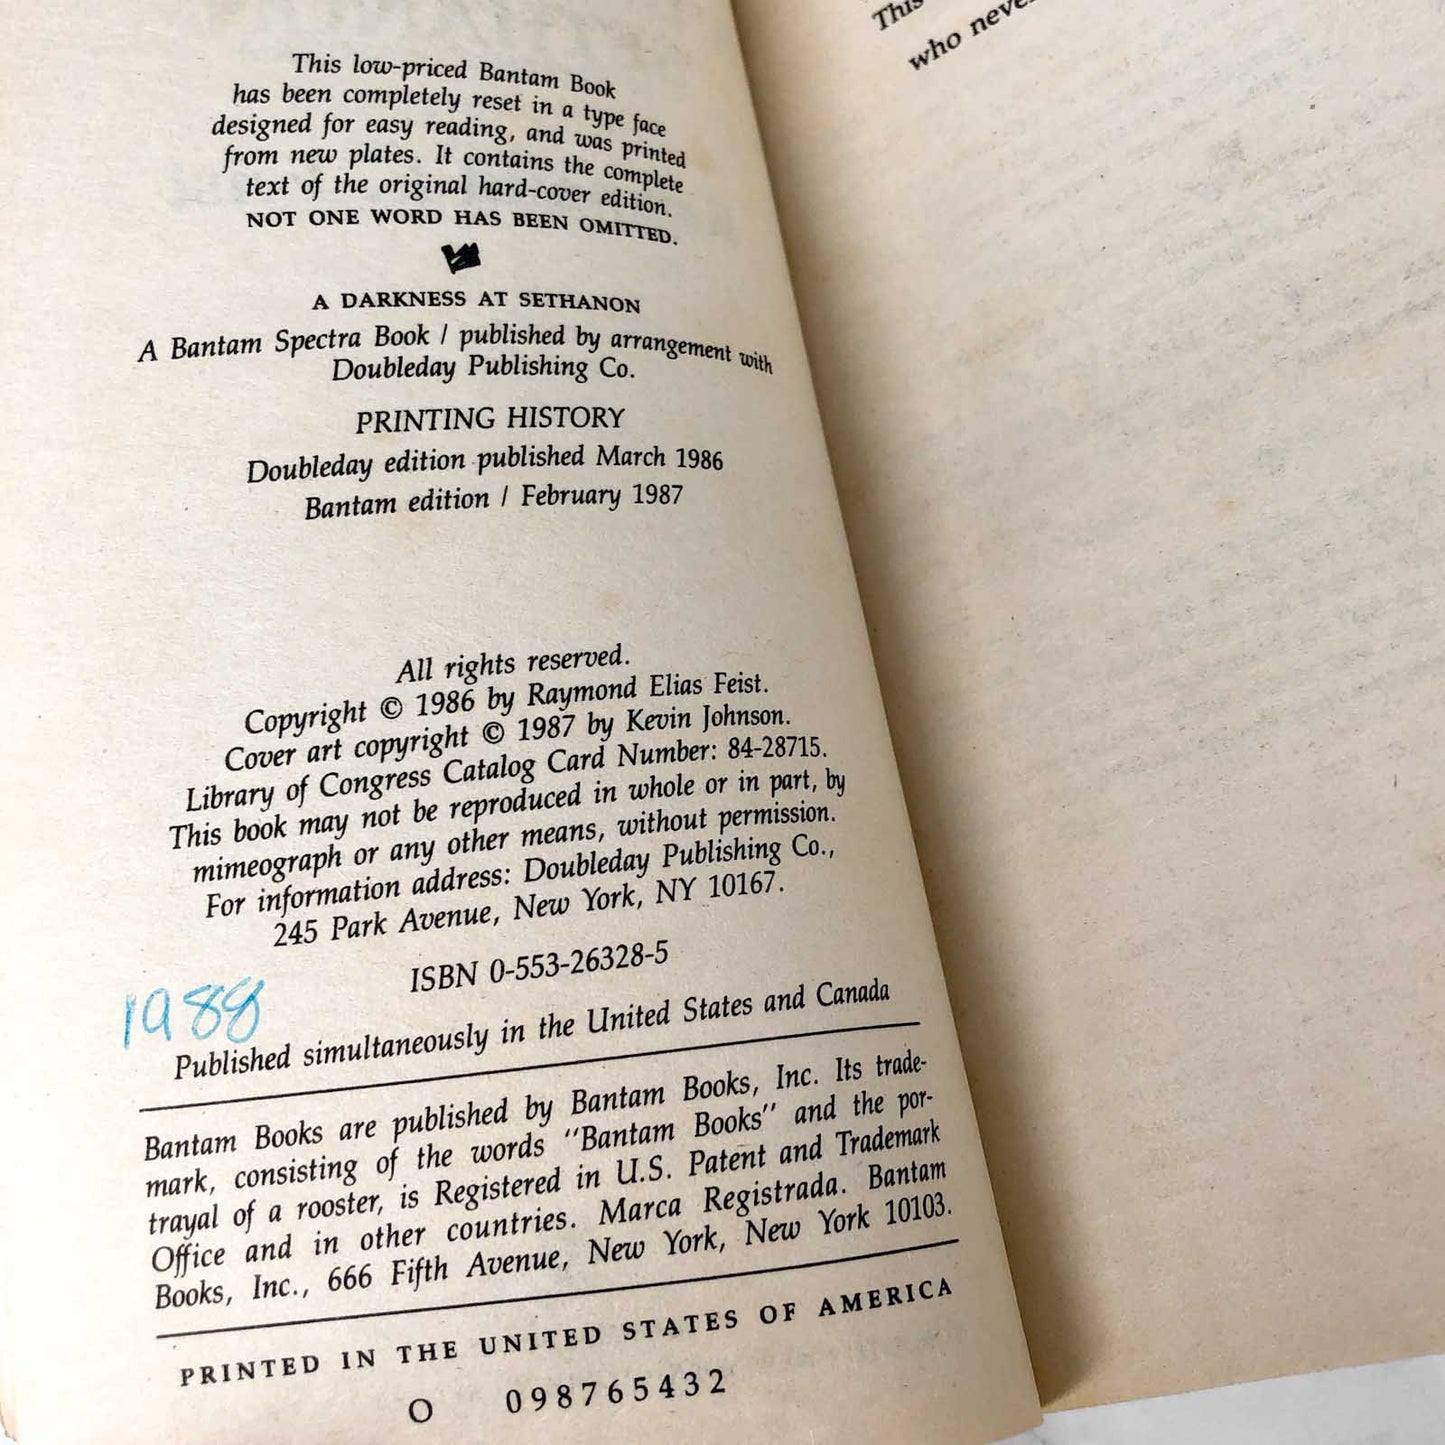 This low-priced Bantam Book
has been completely reset in a type face
designed for easy reading, and was printed
from new plates. It contains the complete
text of the original hard-cover edition.
NOT ONE WORD HAS BEEN OMITTED.
A DARKNESS AT SETHANON
A Bantam Spectra Book / published by arrangement with
Doubleday Publishing Co.
PRINTING HISTORY
Doubleday edition published March 1986
Bantam edition / February 1987
All rights reserved.
Copyright © 1986 by Raymond Elias Feist.
Cover art copyright © 1987 by Kevin Johnson.
Library of Congress Catalog Card Number: 84-28715.
This book may not be reproduced in whole or in part, by
mimeograph or any other means, without permission.
For information address: Doubleday Publishing Co.,
245 Park Avenue, New York, NY 10167.
ISBN 0-553-26328-5
1988
Published simultaneously in the United States and Canada
Bantam Books are published by Bantam Books, Inc. Its trade-
mark, consisting of the words "Bantam Books" and the por-
trayal of a rooster, is Registered in U.S. Patent and Trademark
Office and in other countries. Marca Registrada. Bantam
Books, Inc., 666 Fifth Avenue, New York, New York 10103.
PRINTED IN THE UNITED STATES OF AMERICA
O 098765432
This
who never